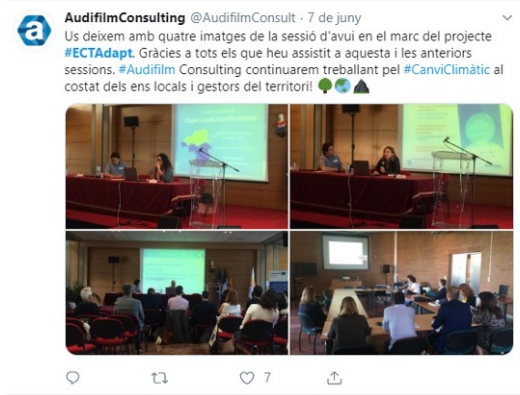 AudifilmConsulting @AudifilmConsult · 7 de juny
Us deixem amb quatre imatges de la sessió d'avui en el marc del projecte
#ECTAdapt. Gràcies a tots els que heu assistit a aquesta i les anteriors
sessions. #Audifilm Consulting continuarem treballant pel #CanviClimàtic al
costat dels ens locals i gestors del territori!
7